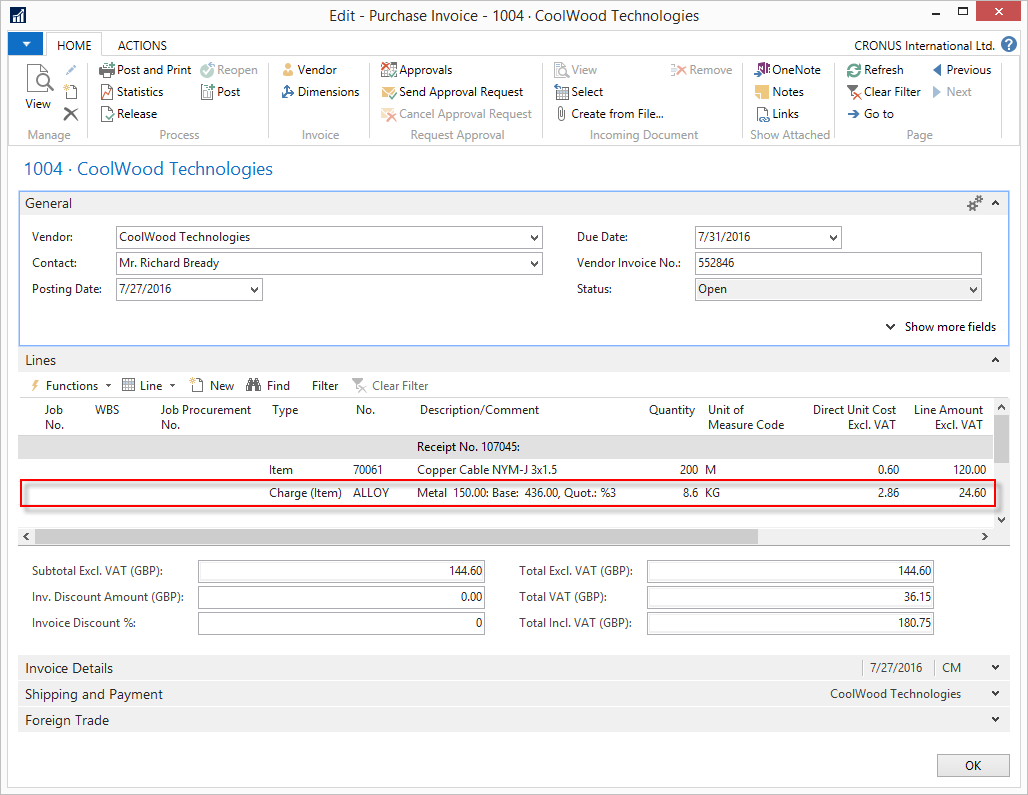 Edit - Purchase Invoice - 1004 · CoolWood Technologies
HOME ACTIONS CRONUS International Ltd. ?
View
Manage
Post and Print Reopen
Statistics Post
Release
Process
Vendor
Dimensions
Invoice
Approvals
Send Approval Request
Cancel Approval Request
Request Approval
View Remove
Select
Create from File...
Incoming Document
OneNote
Notes
Links
Show Attached
Refresh Previous
Clear Filter Next
Go to
Page
1004 · CoolWood Technologies
General
Vendor: CoolWood Technologies Due Date: 7/31/2016
Contact: Mr. Richard Bready Vendor Invoice No.: 552846
Posting Date: 7/27/2016 Status: Open
Show more fields
Lines
Functions Line New Find Filter Clear Filter
Job No. WBS Job Procurement No. Type No. Description/Comment Quantity Unit of Measure Code Direct Unit Cost Excl. VAT Line Amount Excl. VAT
Receipt No. 107045:
Item 70061 Copper Cable NYM-J 3x1.5 200 M 0.60 120.00
Charge (Item) ALLOY Metal 150.00: Base: 436.00, Quot.: %3 8.6 KG 2.86 24.60
Subtotal Excl. VAT (GBP): 144.60 Total Excl. VAT (GBP): 144.60
Inv. Discount Amount (GBP): 0.00 Total VAT (GBP): 36.15
Invoice Discount %: 0 Total Incl. VAT (GBP): 180.75
Invoice Details 7/27/2016 CM
Shipping and Payment CoolWood Technologies
Foreign Trade
OK